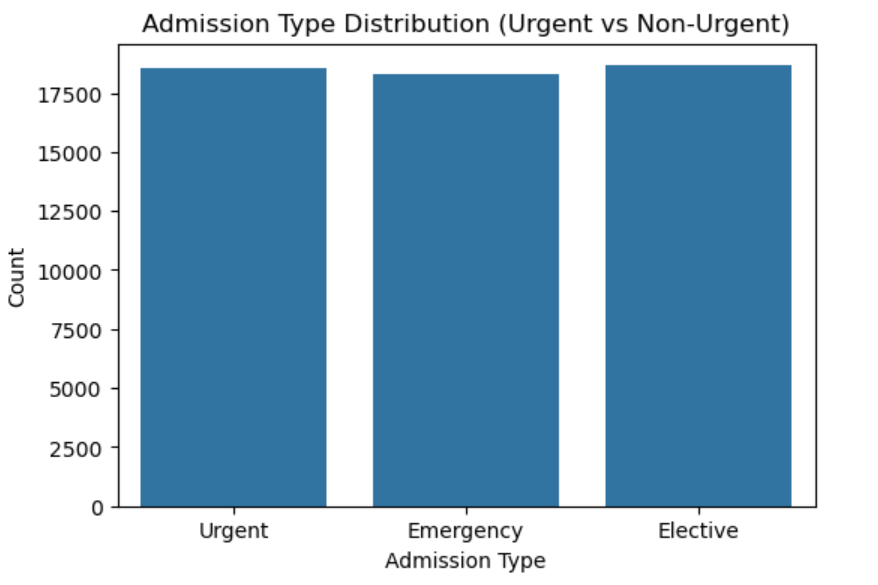 Admission Type Distribution (Urgent vs Non-Urgent)
17500
15000
12500
10000
7500
5000
2500
0
Count
Urgent Emergency Elective
Admission Type